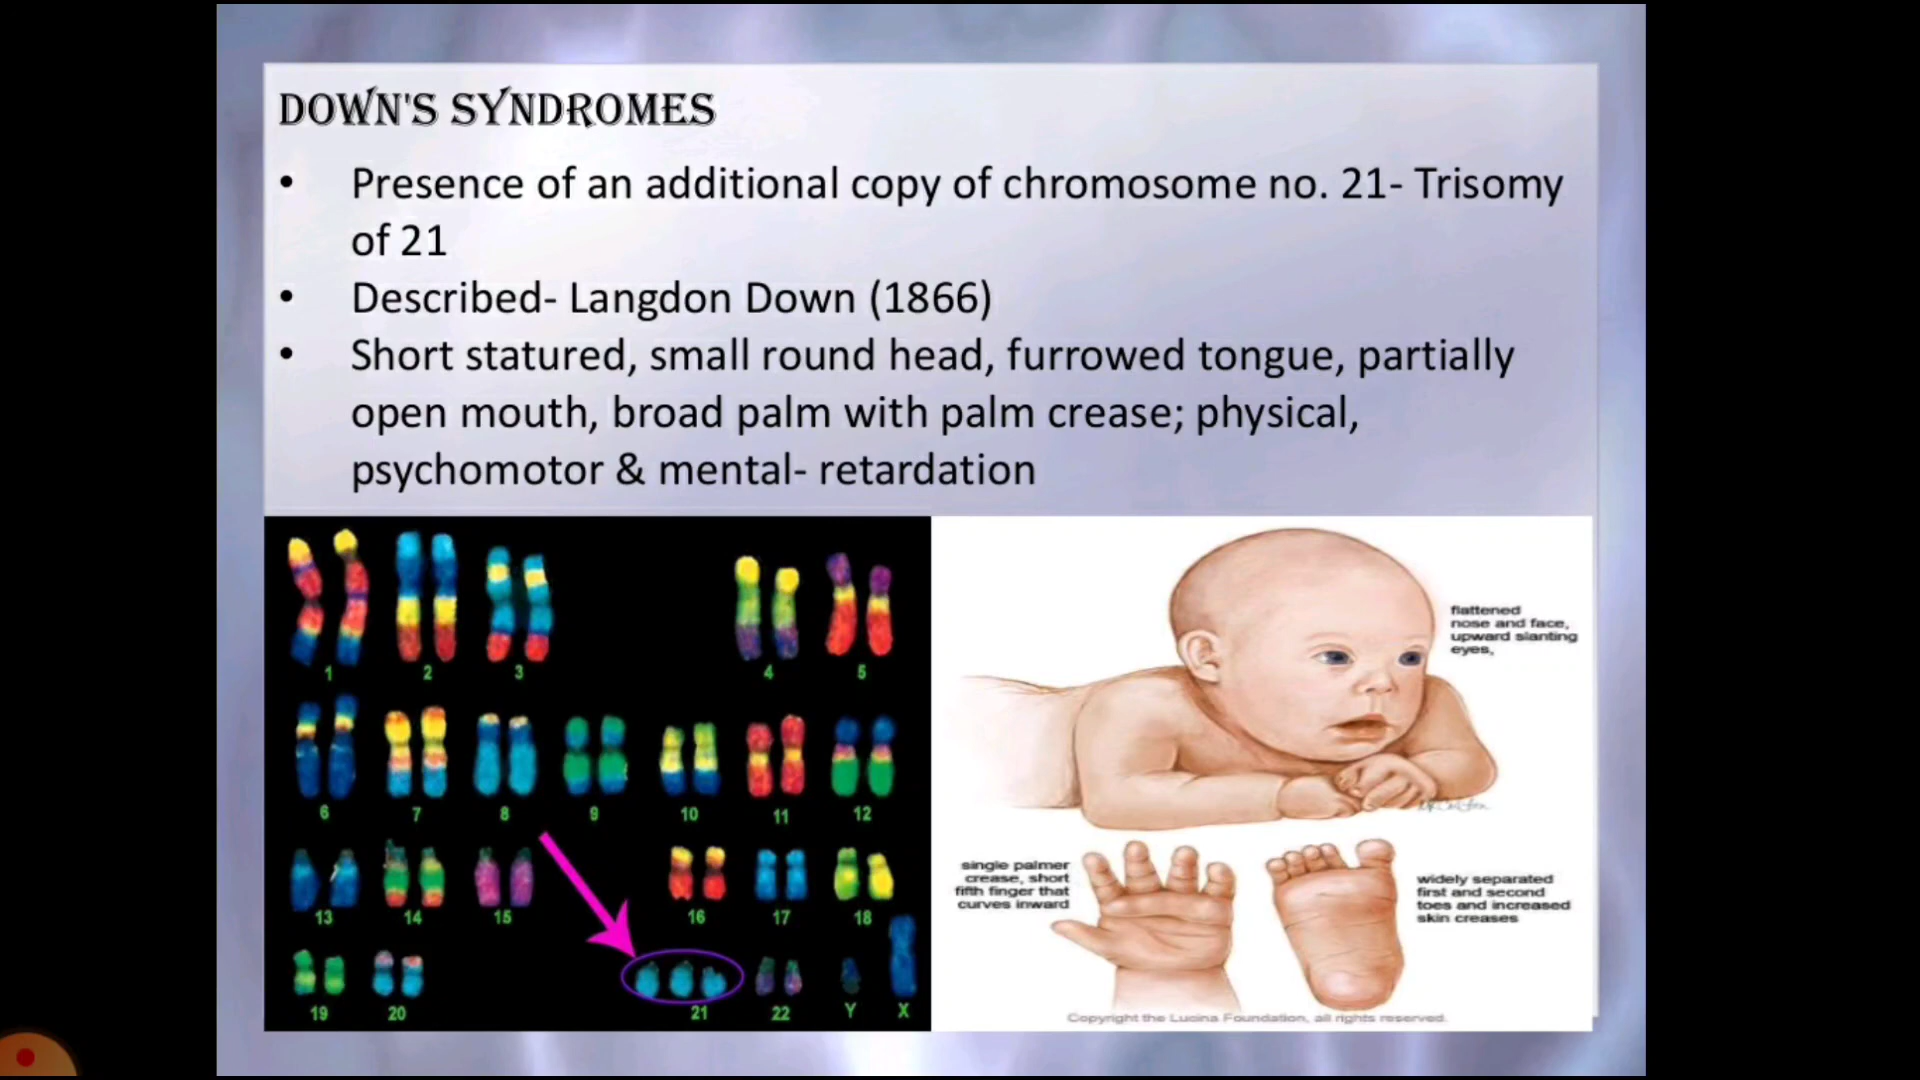 DOWN'S SYNDROMES
• Presence of an additional copy of chromosome no. 21- Trisomy
of 21
• Described- Langdon Down (1866)
• Short statured, small round head, furrowed tongue, partially
open mouth, broad palm with palm crease; physical,
psychomotor & mental- retardation
1 2 3 4 5
6 7 8 9 10 11 12
13 14 15 16 17 18
19 20 21 22 Y X
flattened
nose and face,
upward slanting
eyes,
single palmer
crease, short
fifth finger that
curves inward
widely separated
first and second
toes and increased
skin creases
Copyright the Lucina Foundation, all rights reserved.